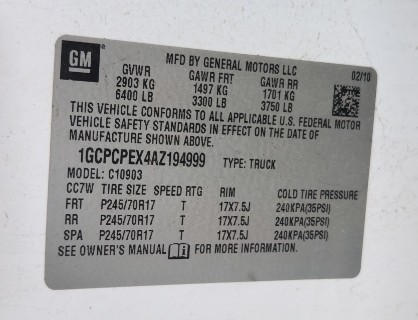 GM
MFD BY GENERAL MOTORS LLC
02/10
GVWR GAWR FRT GAWR RR
2903 KG 1497 KG 1701 KG
6400 LB 3300 LB 3750 LB
THIS VEHICLE CONFORMS TO ALL APPLICABLE U.S. FEDERAL MOTOR
VEHICLE SAFETY STANDARDS IN EFFECT ON THE DATE OF
MANUFACTURE SHOWN ABOVE.
1GCPCPEX4AZ194999 TYPE: TRUCK
MODEL: C10903
CC7W TIRE SIZE SPEED RTG RIM COLD TIRE PRESSURE
FRT P245/70R17 T 17X7.5J 240KPA(35PSI)
RR P245/70R17 T 17X7.5J 240KPA(35PSI)
SPA P245/70R17 T 17X7.5J 240KPA(35PSI)
SEE OWNER'S MANUAL FOR MORE INFORMATION.